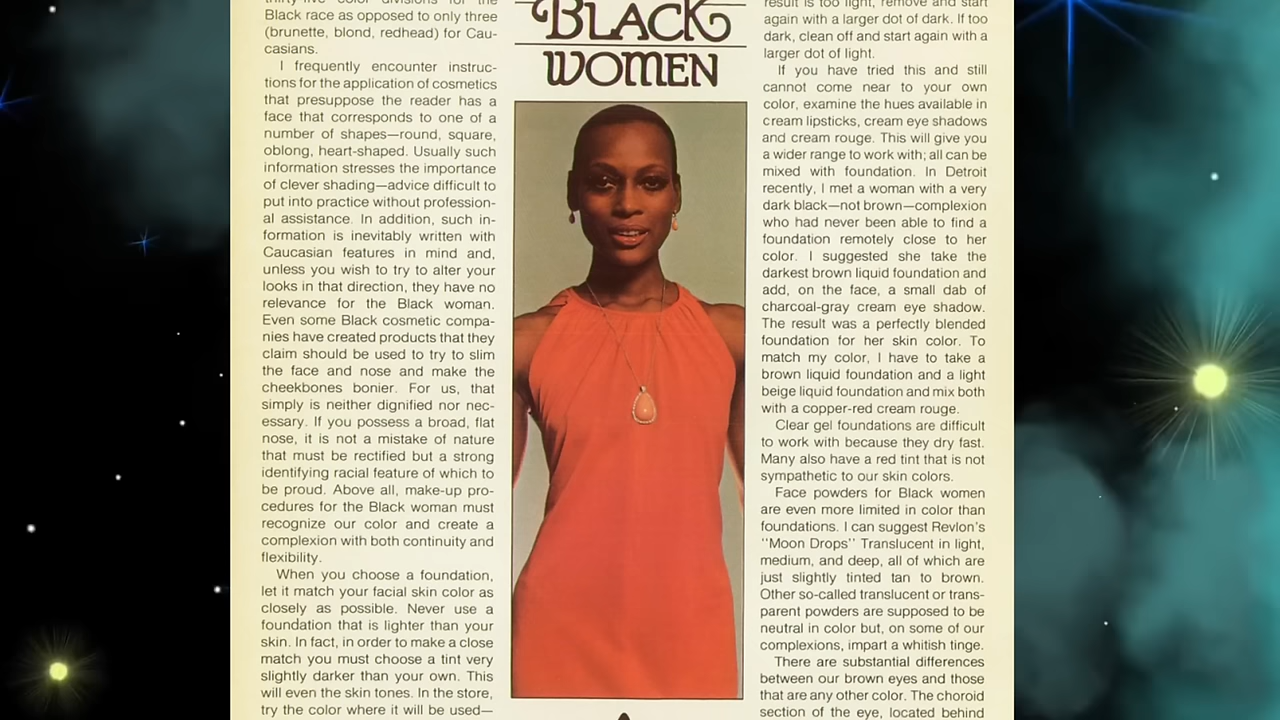 thirty-five color divisions for the
Black race as opposed to only three
(brunette, blond, redhead) for Cau-
casians.
I frequently encounter instruc-
tions for the application of cosmetics
that presuppose the reader has a
face that corresponds to one of a
number of shapes—round, square,
oblong, heart-shaped. Usually such
information stresses the importance
of clever shading—advice difficult to
put into practice without profession-
al assistance. In addition, such in-
formation is inevitably written with
Caucasian features in mind and,
unless you wish to try to alter your
looks in that direction, they have no
relevance for the Black woman.
Even some Black cosmetic compa-
nies have created products that they
claim should be used to try to slim
the face and nose and make the
cheekbones bonier. For us, that
simply is neither dignified nor nec-
essary. If you possess a broad, flat
nose, it is not a mistake of nature
that must be rectified but a strong
identifying racial feature of which to
be proud. Above all, make-up pro-
cedures for the Black woman must
recognize our color and create a
complexion with both continuity and
flexibility.
When you choose a foundation,
let it match your facial skin color as
closely as possible. Never use a
foundation that is lighter than your
skin. In fact, in order to make a close
match you must choose a tint very
slightly darker than your own. This
will even the skin tones. In the store,
try the color where it will be used—
BLACK
WOMEN
result is too light, remove and start
again with a larger dot of dark. If too
dark, clean off and start again with a
larger dot of light.
If you have tried this and still
cannot come near to your own
color, examine the hues available in
cream lipsticks, cream eye shadows
and cream rouge. This will give you
a wider range to work with; all can be
mixed with foundation. In Detroit
recently, I met a woman with a very
dark black—not brown—complexion
who had never been able to find a
foundation remotely close to her
color. I suggested she take the
darkest brown liquid foundation and
add, on the face, a small dab of
charcoal-gray cream eye shadow.
The result was a perfectly blended
foundation for her skin color. To
match my color, I have to take a
brown liquid foundation and a light
beige liquid foundation and mix both
with a copper-red cream rouge.
Clear gel foundations are difficult
to work with because they dry fast.
Many also have a red tint that is not
sympathetic to our skin colors.
Face powders for Black women
are even more limited in color than
foundations. I can suggest Revlon's
''Moon Drops'' Translucent in light,
medium, and deep, all of which are
just slightly tinted tan to brown.
Other so-called translucent or trans-
parent powders are supposed to be
neutral in color but, on some of our
complexions, impart a whitish tinge.
There are substantial differences
between our brown eyes and those
that are any other color. The choroid
section of the eye, located behind